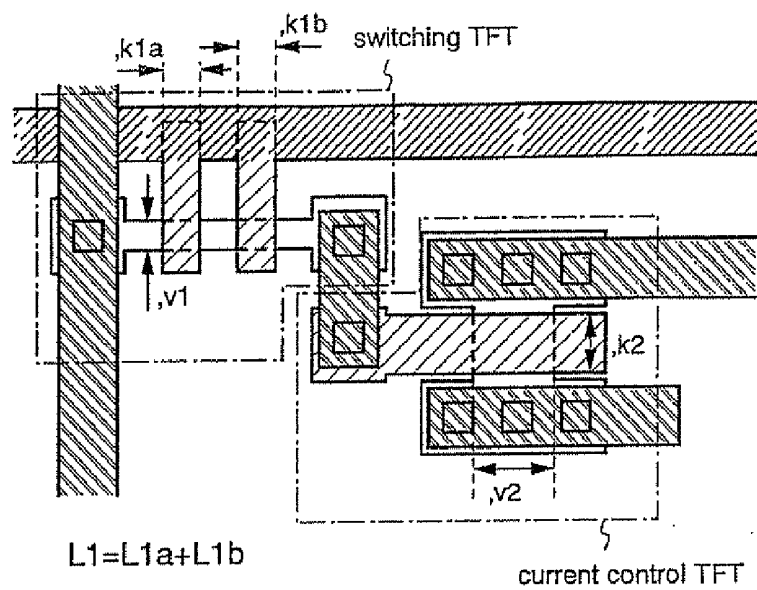 ,k1a
,k1b
switching TFT
,v1
,k2
,v2
L1=L1a+L1b
current control TFT